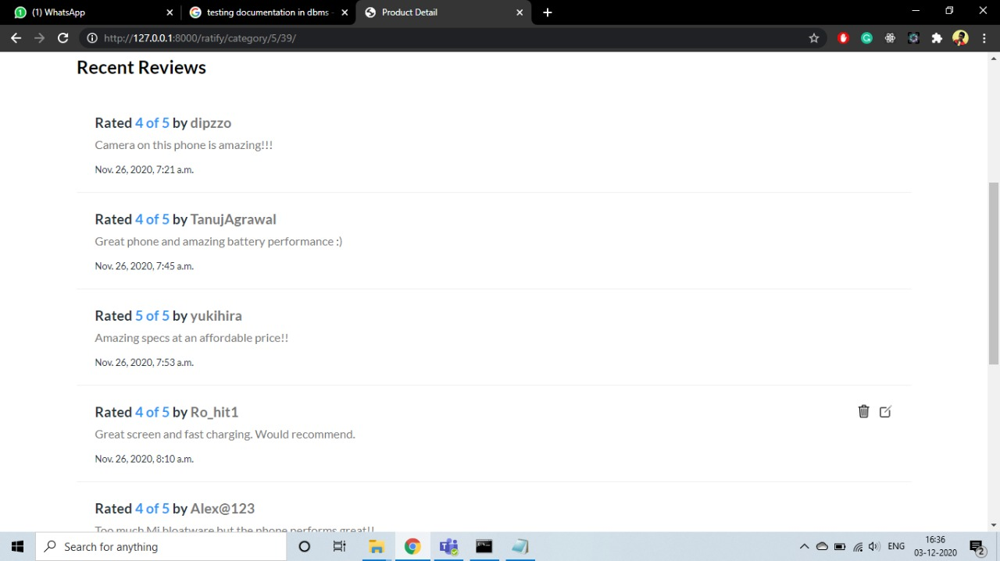 (1) WhatsApp
testing documentation in dbms -
Product Detail
http://127.0.0.1:8000/ratify/category/5/39/
Recent Reviews
Rated 4 of 5 by dipzzo
Camera on this phone is amazing!!!
Nov. 26, 2020, 7:21 a.m.
Rated 4 of 5 by TanujAgrawal
Great phone and amazing battery performance :)
Nov. 26, 2020, 7:45 a.m.
Rated 5 of 5 by yukihira
Amazing specs at an affordable price!!
Nov. 26, 2020, 7:53 a.m.
Rated 4 of 5 by Ro_hit1
Great screen and fast charging. Would recommend.
Nov. 26, 2020, 8:10 a.m.
Rated 4 of 5 by Alex@123
Too much Mi bloatware but the phone performs great!!
Search for anything
ENG
16:36
03-12-2020
2